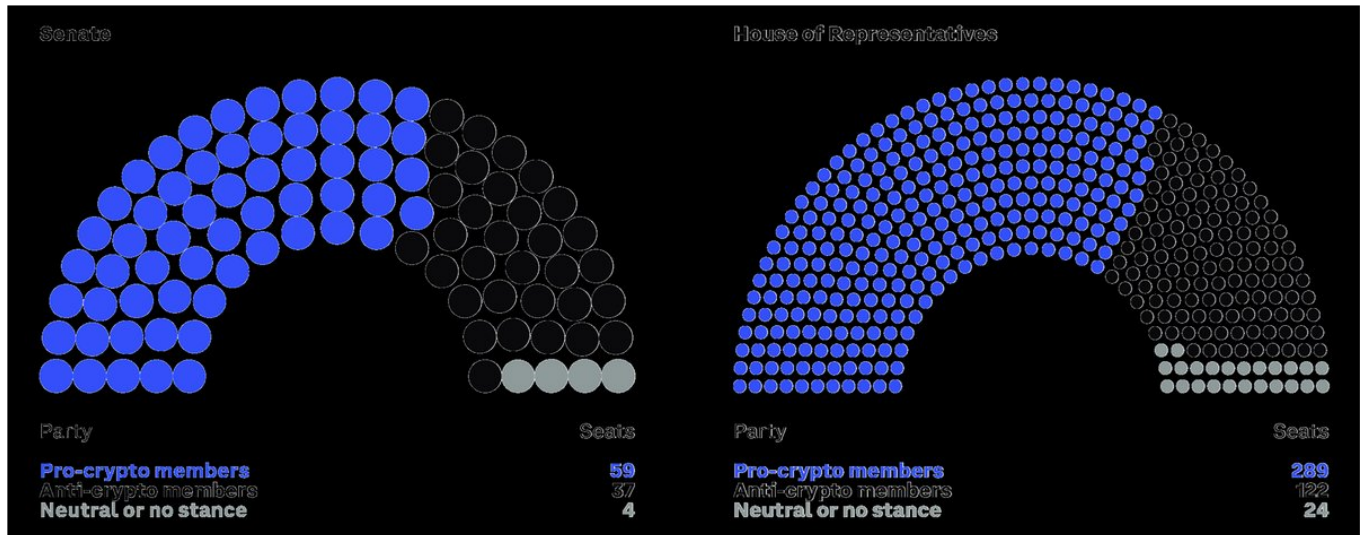 Senate
Party Seats
Pro-crypto members 59
Anti-crypto members 37
Neutral or no stance 4
House of Representatives
Party Seats
Pro-crypto members 289
Anti-crypto members 122
Neutral or no stance 24